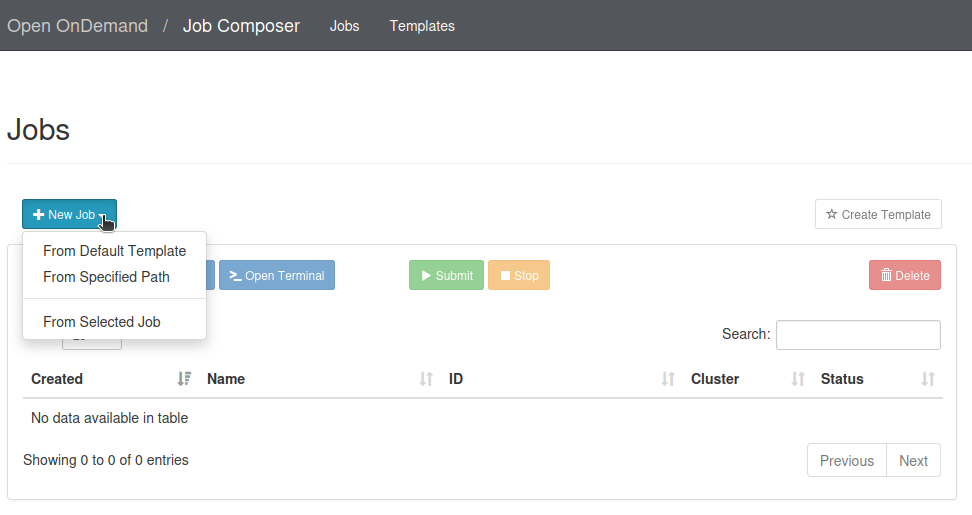 Open OnDemand / Job Composer Jobs Templates
Jobs
New Job
Create Template
From Default Template
From Specified Path
From Selected Job
Open Terminal
Submit
Stop
Delete
Search:
Created Name ID Cluster Status
No data available in table
Showing 0 to 0 of 0 entries
Previous Next